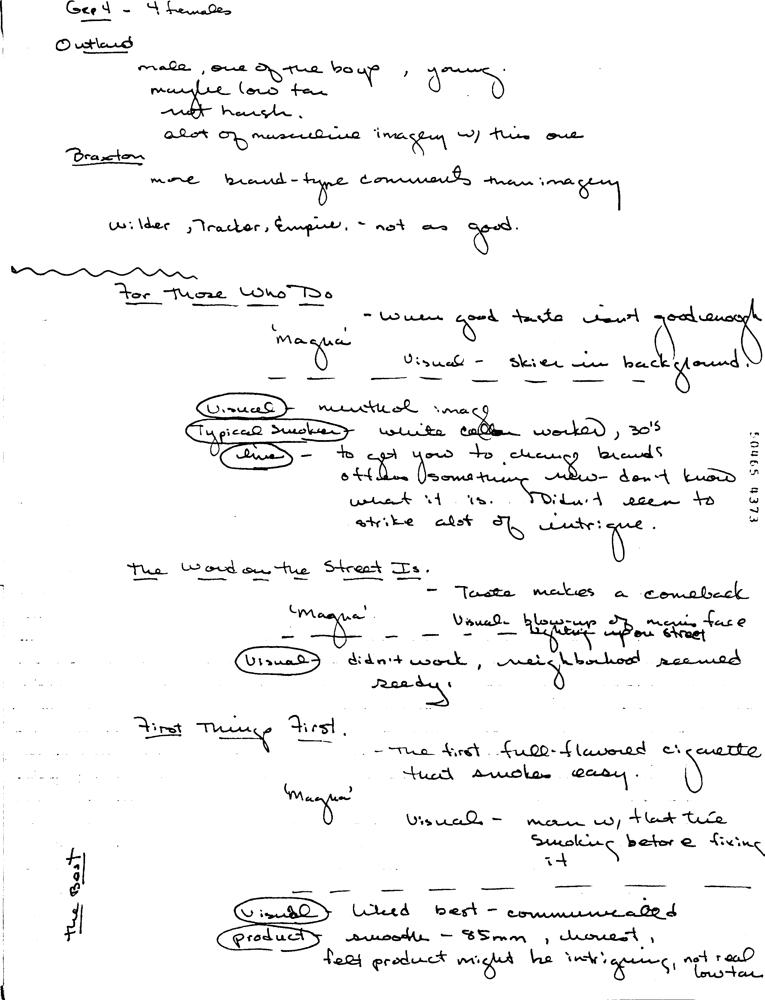 Grp 4 - 4 females
Outland
male, one of the boys, young.
maybe low tar
not harsh.
alot of masculine imagery w/ this one
Braxton
more brand-type comments than imagery
Wilder, Tracker, Empire. - not as good.
For Those Who Do
- When good taste isn't good enough
'Magna'
Visual - skier in background.
Visual - menthol image
Typical Smoker - white collar worker, 30's
line - to get you to change brands
offers something new - don't know
what it is. Didn't seem to
strike alot of intrigue.
50465 4373
The Word on the Street Is.
- Taste makes a comeback
'Magna'
Visual - blow-up of man's face
lighting up on street
Visual - didn't work, neighborhood seemed
seedy.
First Things First.
- The first full-flavored cigarette
that smokes easy.
'Magna'
Visual - man w/ flat tire
smoking before fixing
it
the Best
Visual - liked best - communicated
product smooth - 85mm, honest,
felt product might be intriguing, not real
low tar